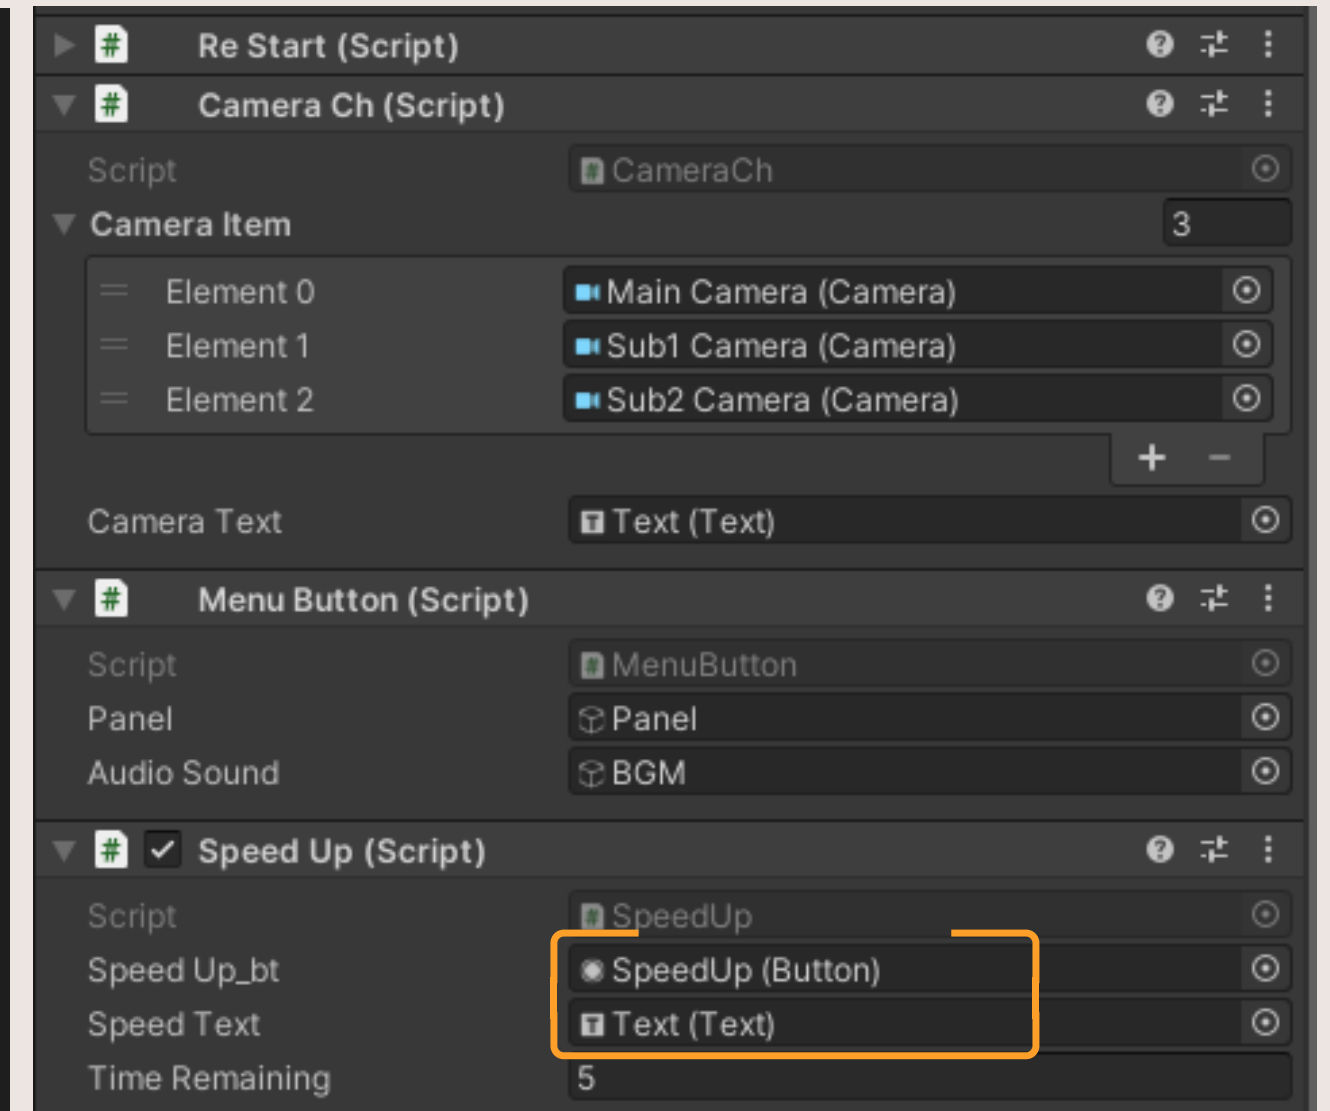 Re Start (Script)
Camera Ch (Script)
Script CameraCh
Camera Item 3
Element 0 Main Camera (Camera)
Element 1 Sub1 Camera (Camera)
Element 2 Sub2 Camera (Camera)
Camera Text Text (Text)
Menu Button (Script)
Script MenuButton
Panel Panel
Audio Sound BGM
Speed Up (Script)
Script SpeedUp
Speed Up_bt SpeedUp (Button)
Speed Text Text (Text)
Time Remaining 5